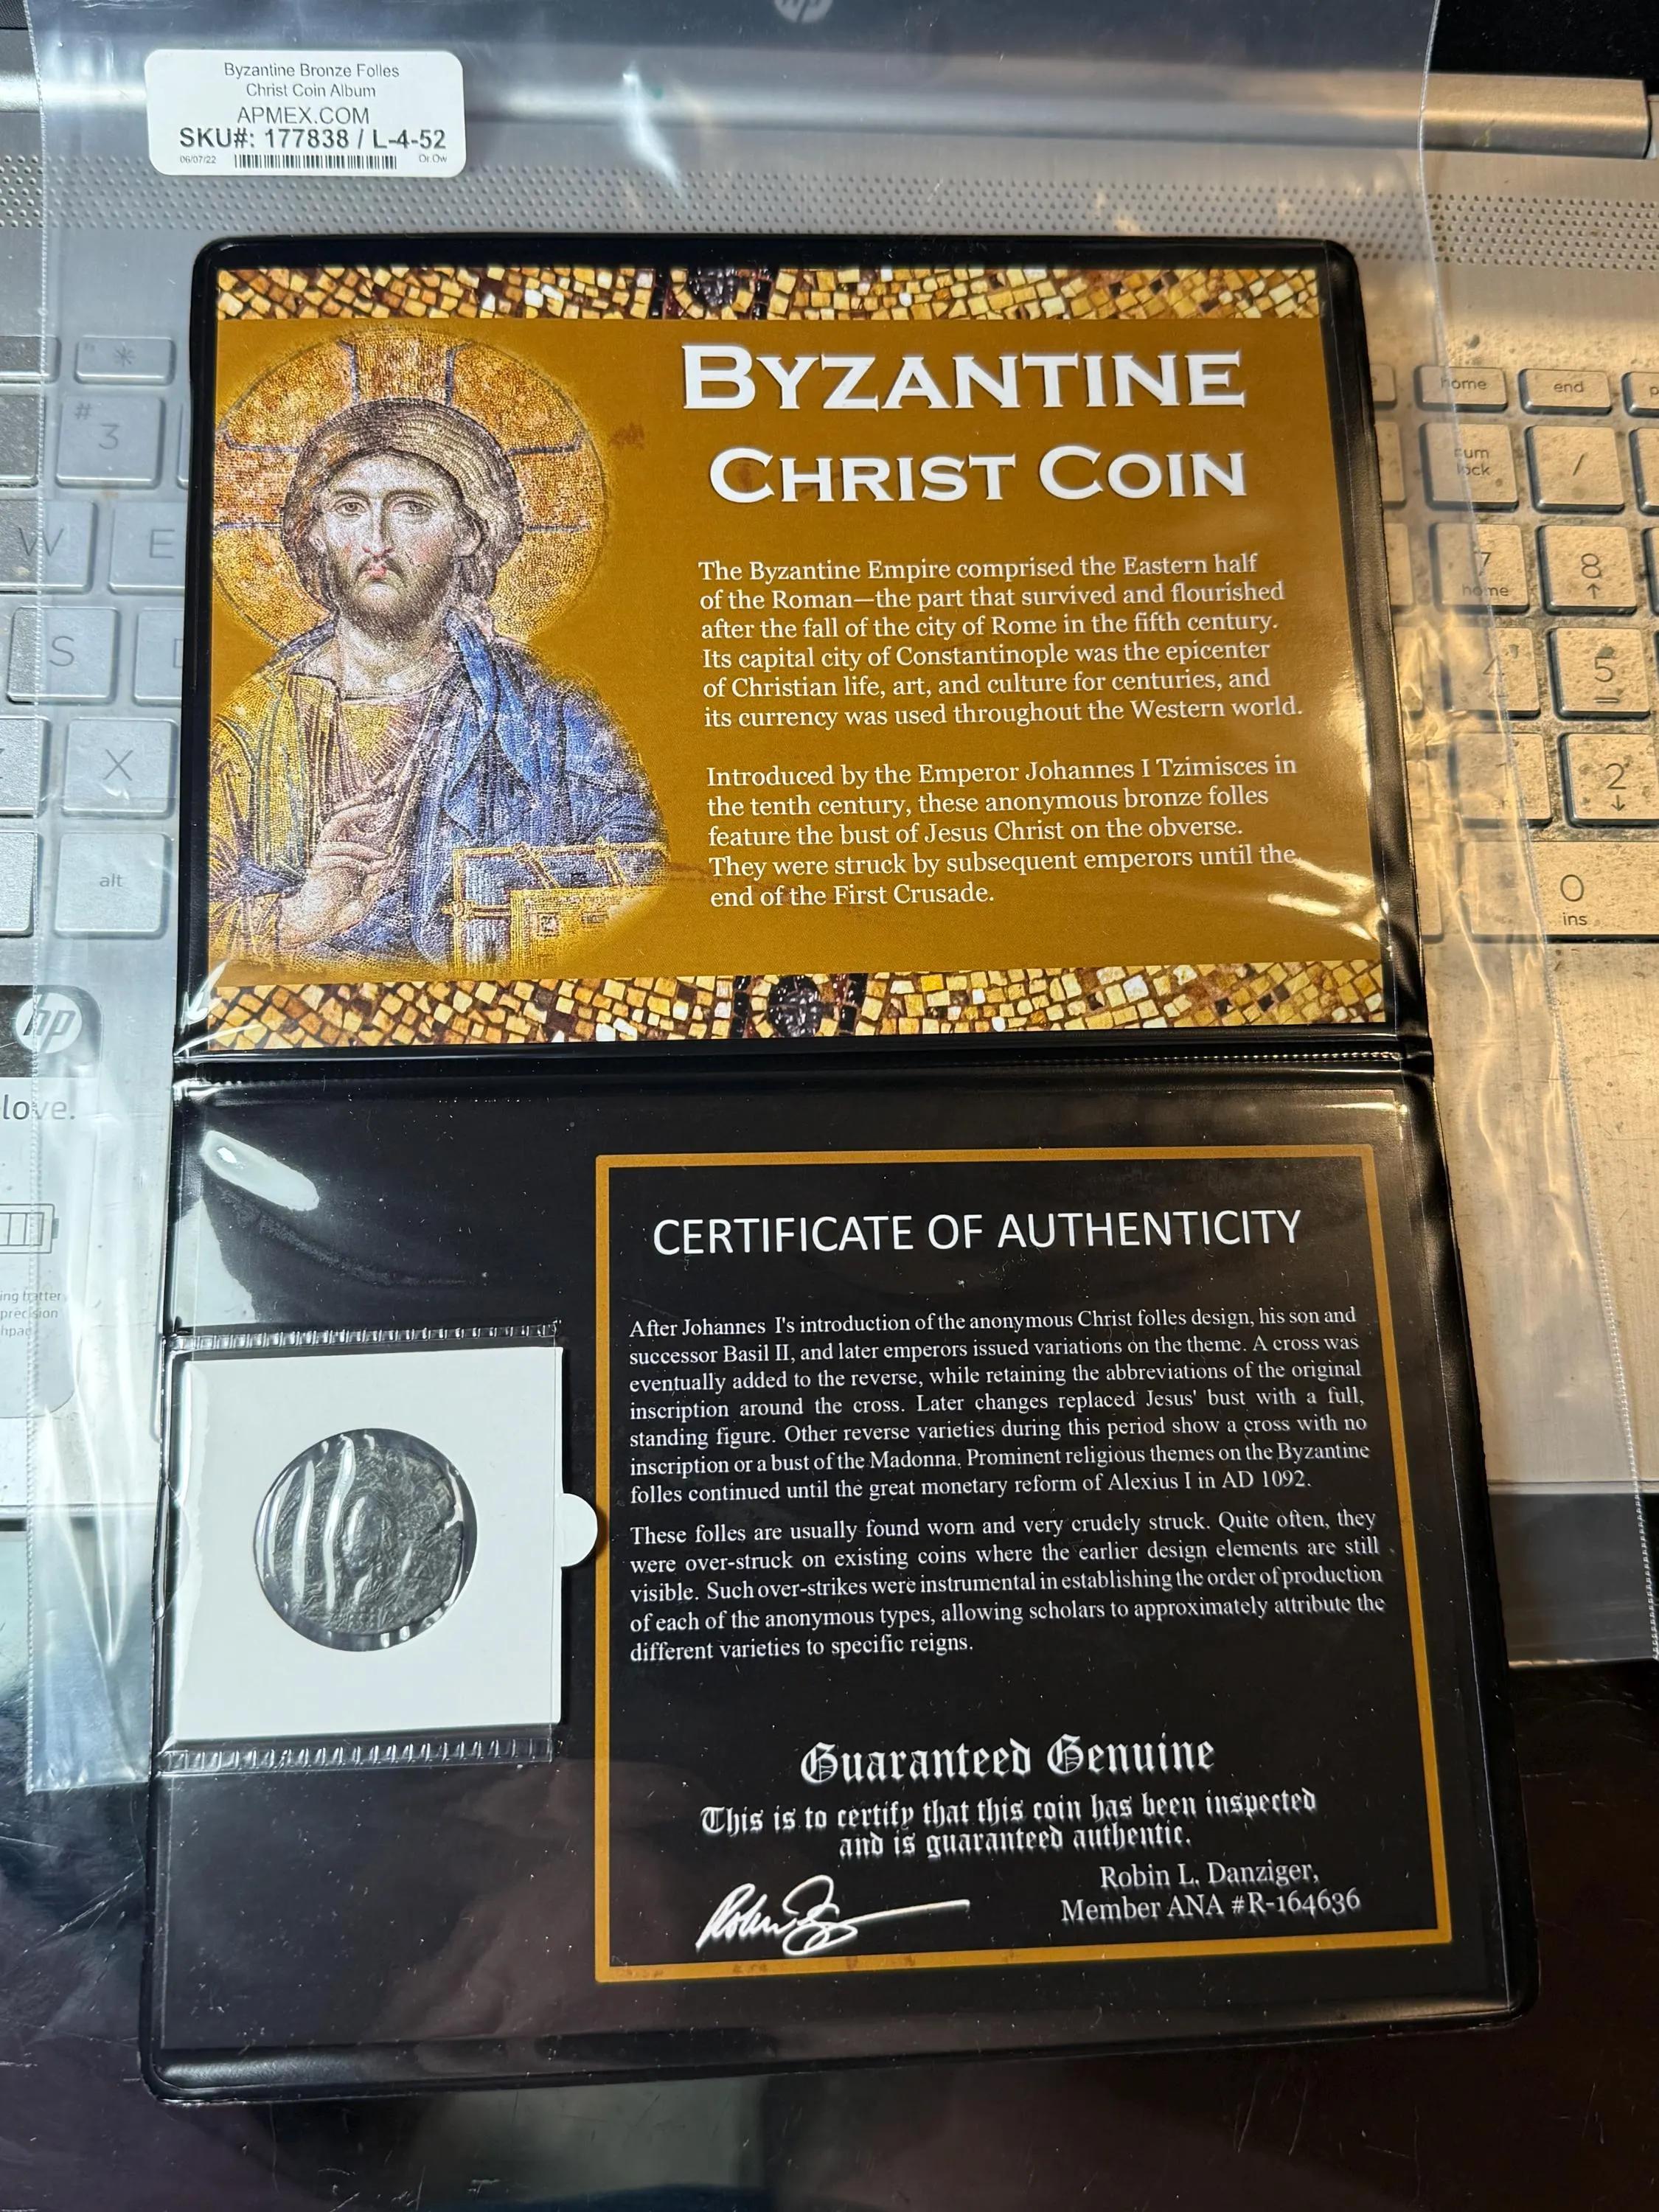 hp
Byzantine Bronze Folles
Christ Coin Album
APMEX.COM
SKU#: 177838 / L-4-52
06/07/22
Or.Ow
BYZANTINE
CHRIST COIN
The Byzantine Empire comprised the Eastern half
of the Roman—the part that survived and flourished
after the fall of the city of Rome in the fifth century.
Its capital city of Constantinople was the epicenter
of Christian life, art, and culture for centuries, and
its currency was used throughout the Western world.
Introduced by the Emperor Johannes I Tzimisces in
the tenth century, these anonymous bronze folles
feature the bust of Jesus Christ on the obverse.
They were struck by subsequent emperors until the
end of the First Crusade.
CERTIFICATE OF AUTHENTICITY
After Johannes I's introduction of the anonymous Christ folles design, his son and
successor Basil II, and later emperors issued variations on the theme. A cross was
eventually added to the reverse, while retaining the abbreviations of the original
inscription around the cross. Later changes replaced Jesus' bust with a full,
standing figure. Other reverse varieties during this period show a cross with no
inscription or a bust of the Madonna. Prominent religious themes on the Byzantine
folles continued until the great monetary reform of Alexius I in AD 1092.
These folles are usually found worn and very crudely struck. Quite often, they
were over-struck on existing coins where the earlier design elements are still
visible. Such over-strikes were instrumental in establishing the order of production
of each of the anonymous types, allowing scholars to approximately attribute the
different varieties to specific reigns.
Guaranteed Genuine
This is to certify that this coin has been inspected
and is guaranteed authentic.
Robin L. Danziger,
Member ANA #R-164636
# 3
W
E
S
X
alt
hp
love.
home
end
lock
/
7
home
8
5
2
0
ins